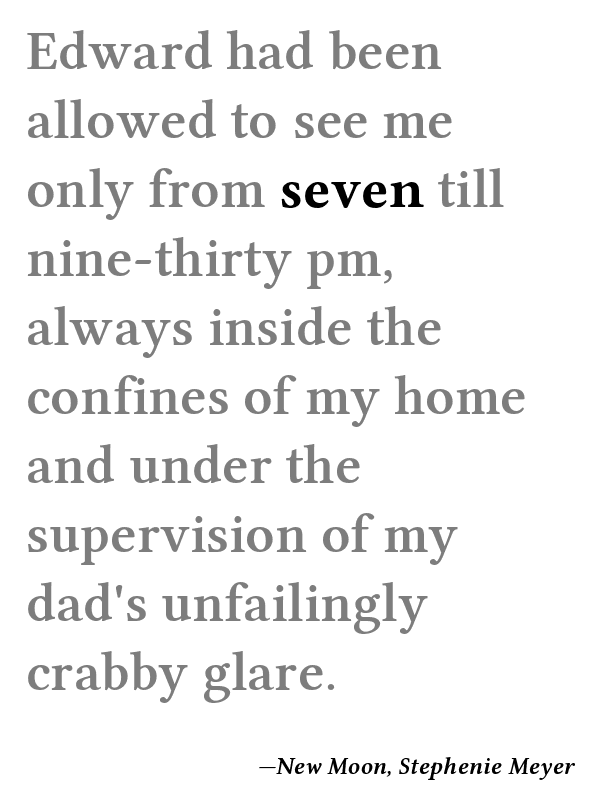 Edward had been
allowed to see me
only from seven till
nine-thirty pm,
always inside the
confines of my home
and under the
supervision of my
dad's unfailingly
crabby glare.
—New Moon, Stephenie Meyer